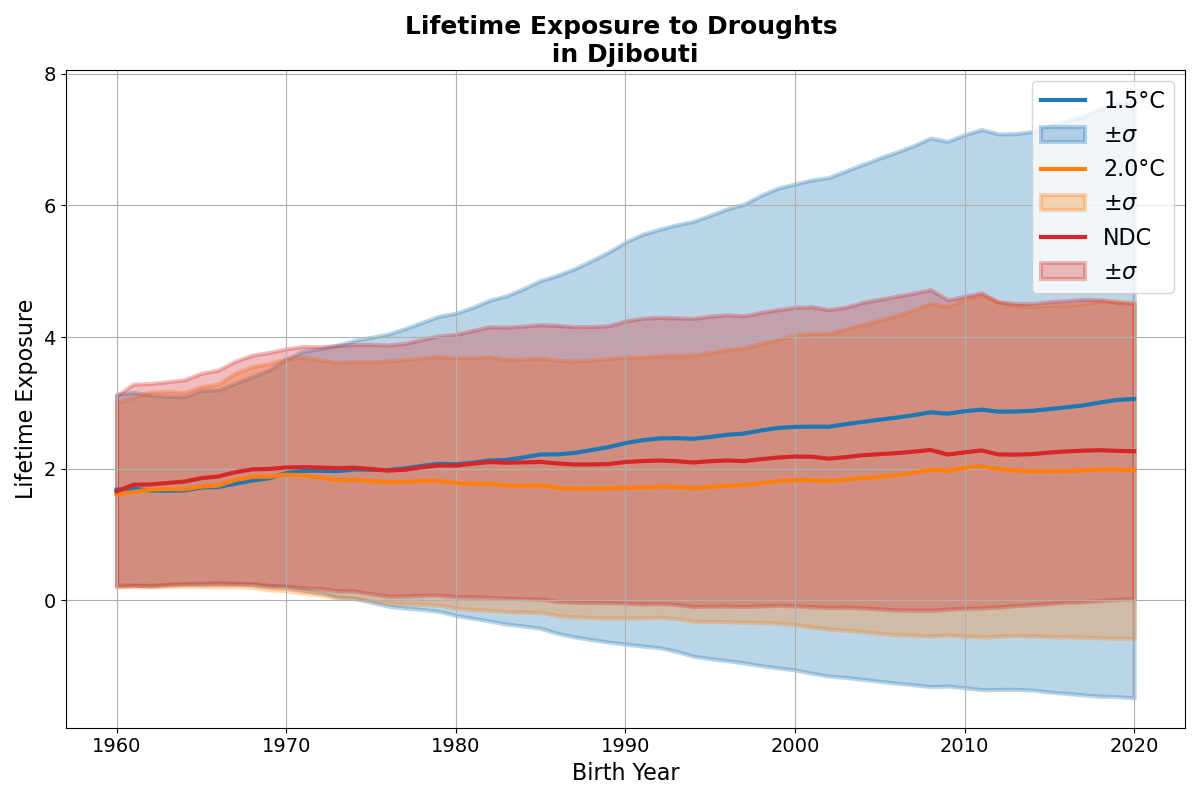 Lifetime Exposure to Droughts
in Djibouti
8
6
4
2
0
Lifetime Exposure
1960
1970
1980
1990
2000
2010
2020
Birth Year
1.5°C
±σ
2.0°C
±σ
NDC
±σ